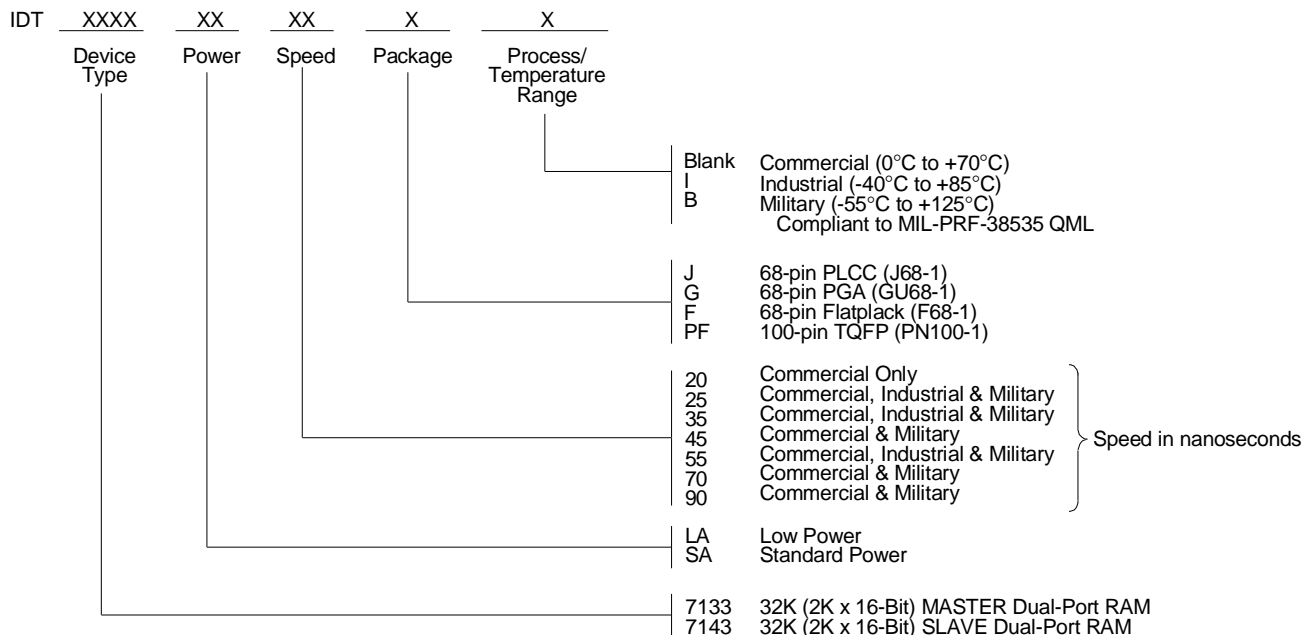 IDT XXXX XX XX X X
Device Type Power Speed Package Process/ Temperature Range
Blank Commercial (0°C to +70°C)
I Industrial (-40°C to +85°C)
B Military (-55°C to +125°C)
Compliant to MIL-PRF-38535 QML
J 68-pin PLCC (J68-1)
G 68-pin PGA (GU68-1)
F 68-pin Flatplack (F68-1)
PF 100-pin TQFP (PN100-1)
20 Commercial Only
25 Commercial, Industrial & Military
35 Commercial, Industrial & Military
45 Commercial & Military
55 Commercial, Industrial & Military
70 Commercial & Military
90 Commercial & Military
Speed in nanoseconds
LA Low Power
SA Standard Power
7133 32K (2K x 16-Bit) MASTER Dual-Port RAM
7143 32K (2K x 16-Bit) SLAVE Dual-Port RAM